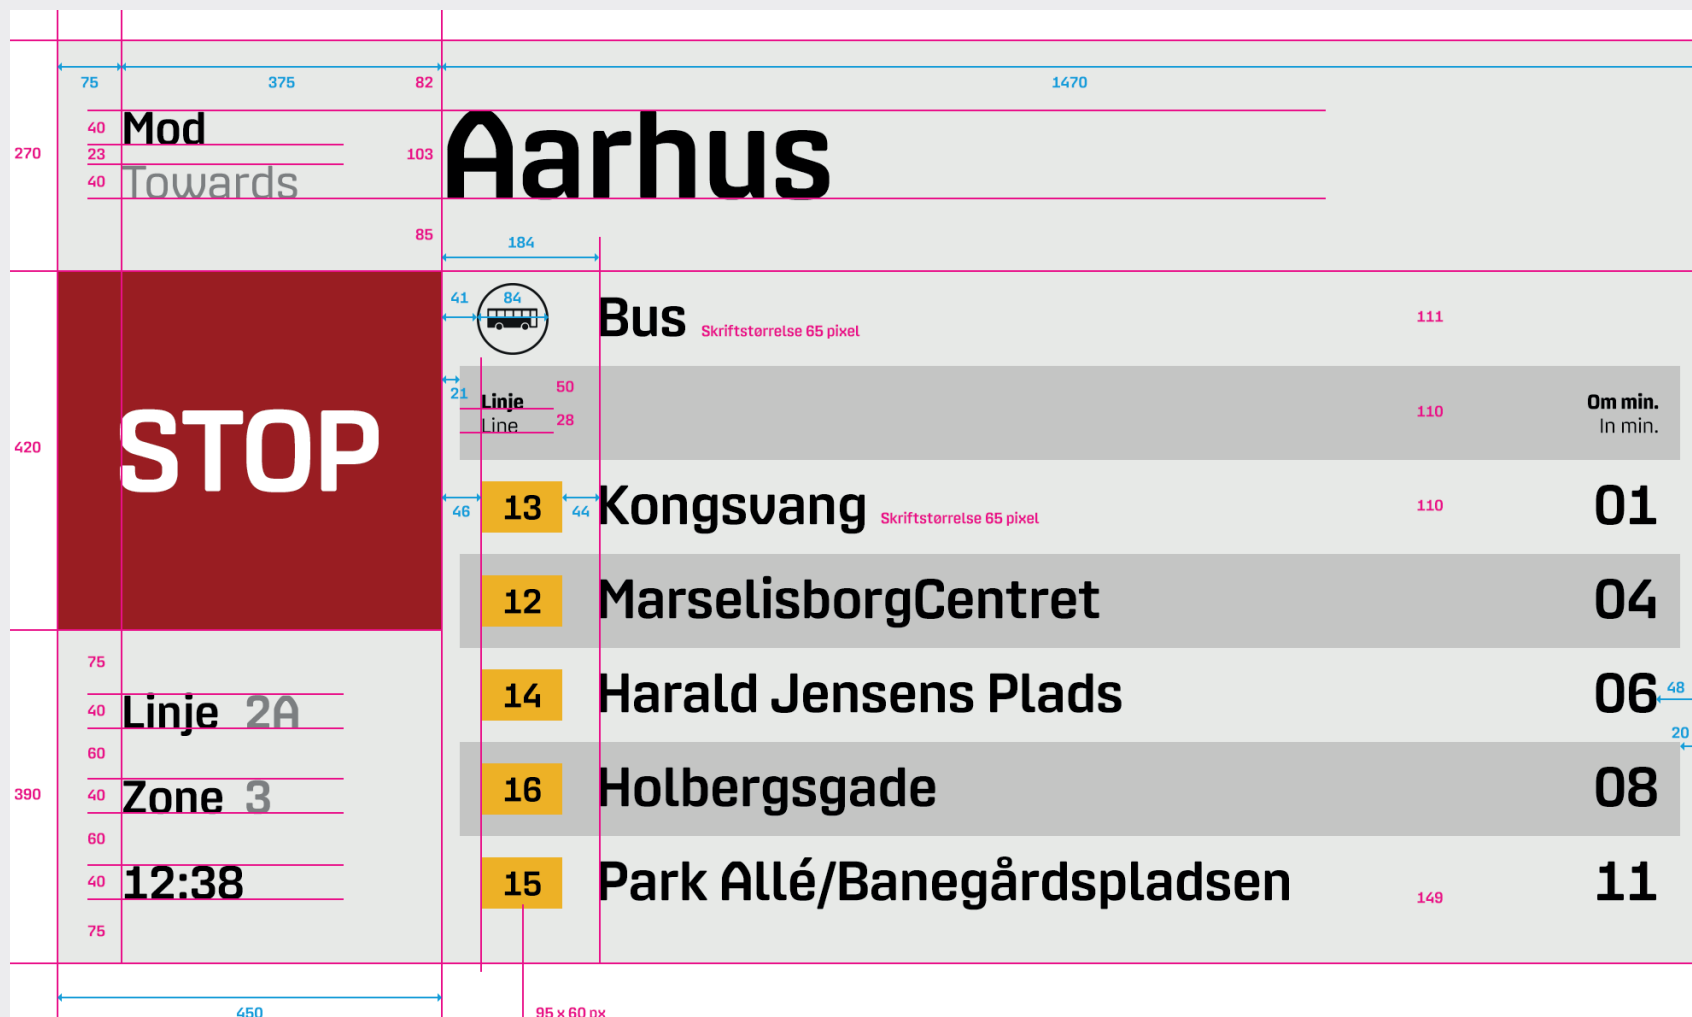 75 375 82 1470
40 Mod
270 23 103 Aarhus
40 Towards
85 184
41 84
Bus Skriftstørrelse 65 pixel 111
21 50
Linje Om min.
28 110
Line In min.
STOP
420
46 13 44 Kongsvang Skriftstørrelse 65 pixel 110 01
12 MarselisborgCentret 04
75
40 Linje 2A
14 Harald Jensens Plads 06 48
60 20
390 40 Zone 3
16 Holbergsgade 08
60
40 12:38
15 Park Allé/Banegårdspladsen 149 11
75
450 95 x 60 px